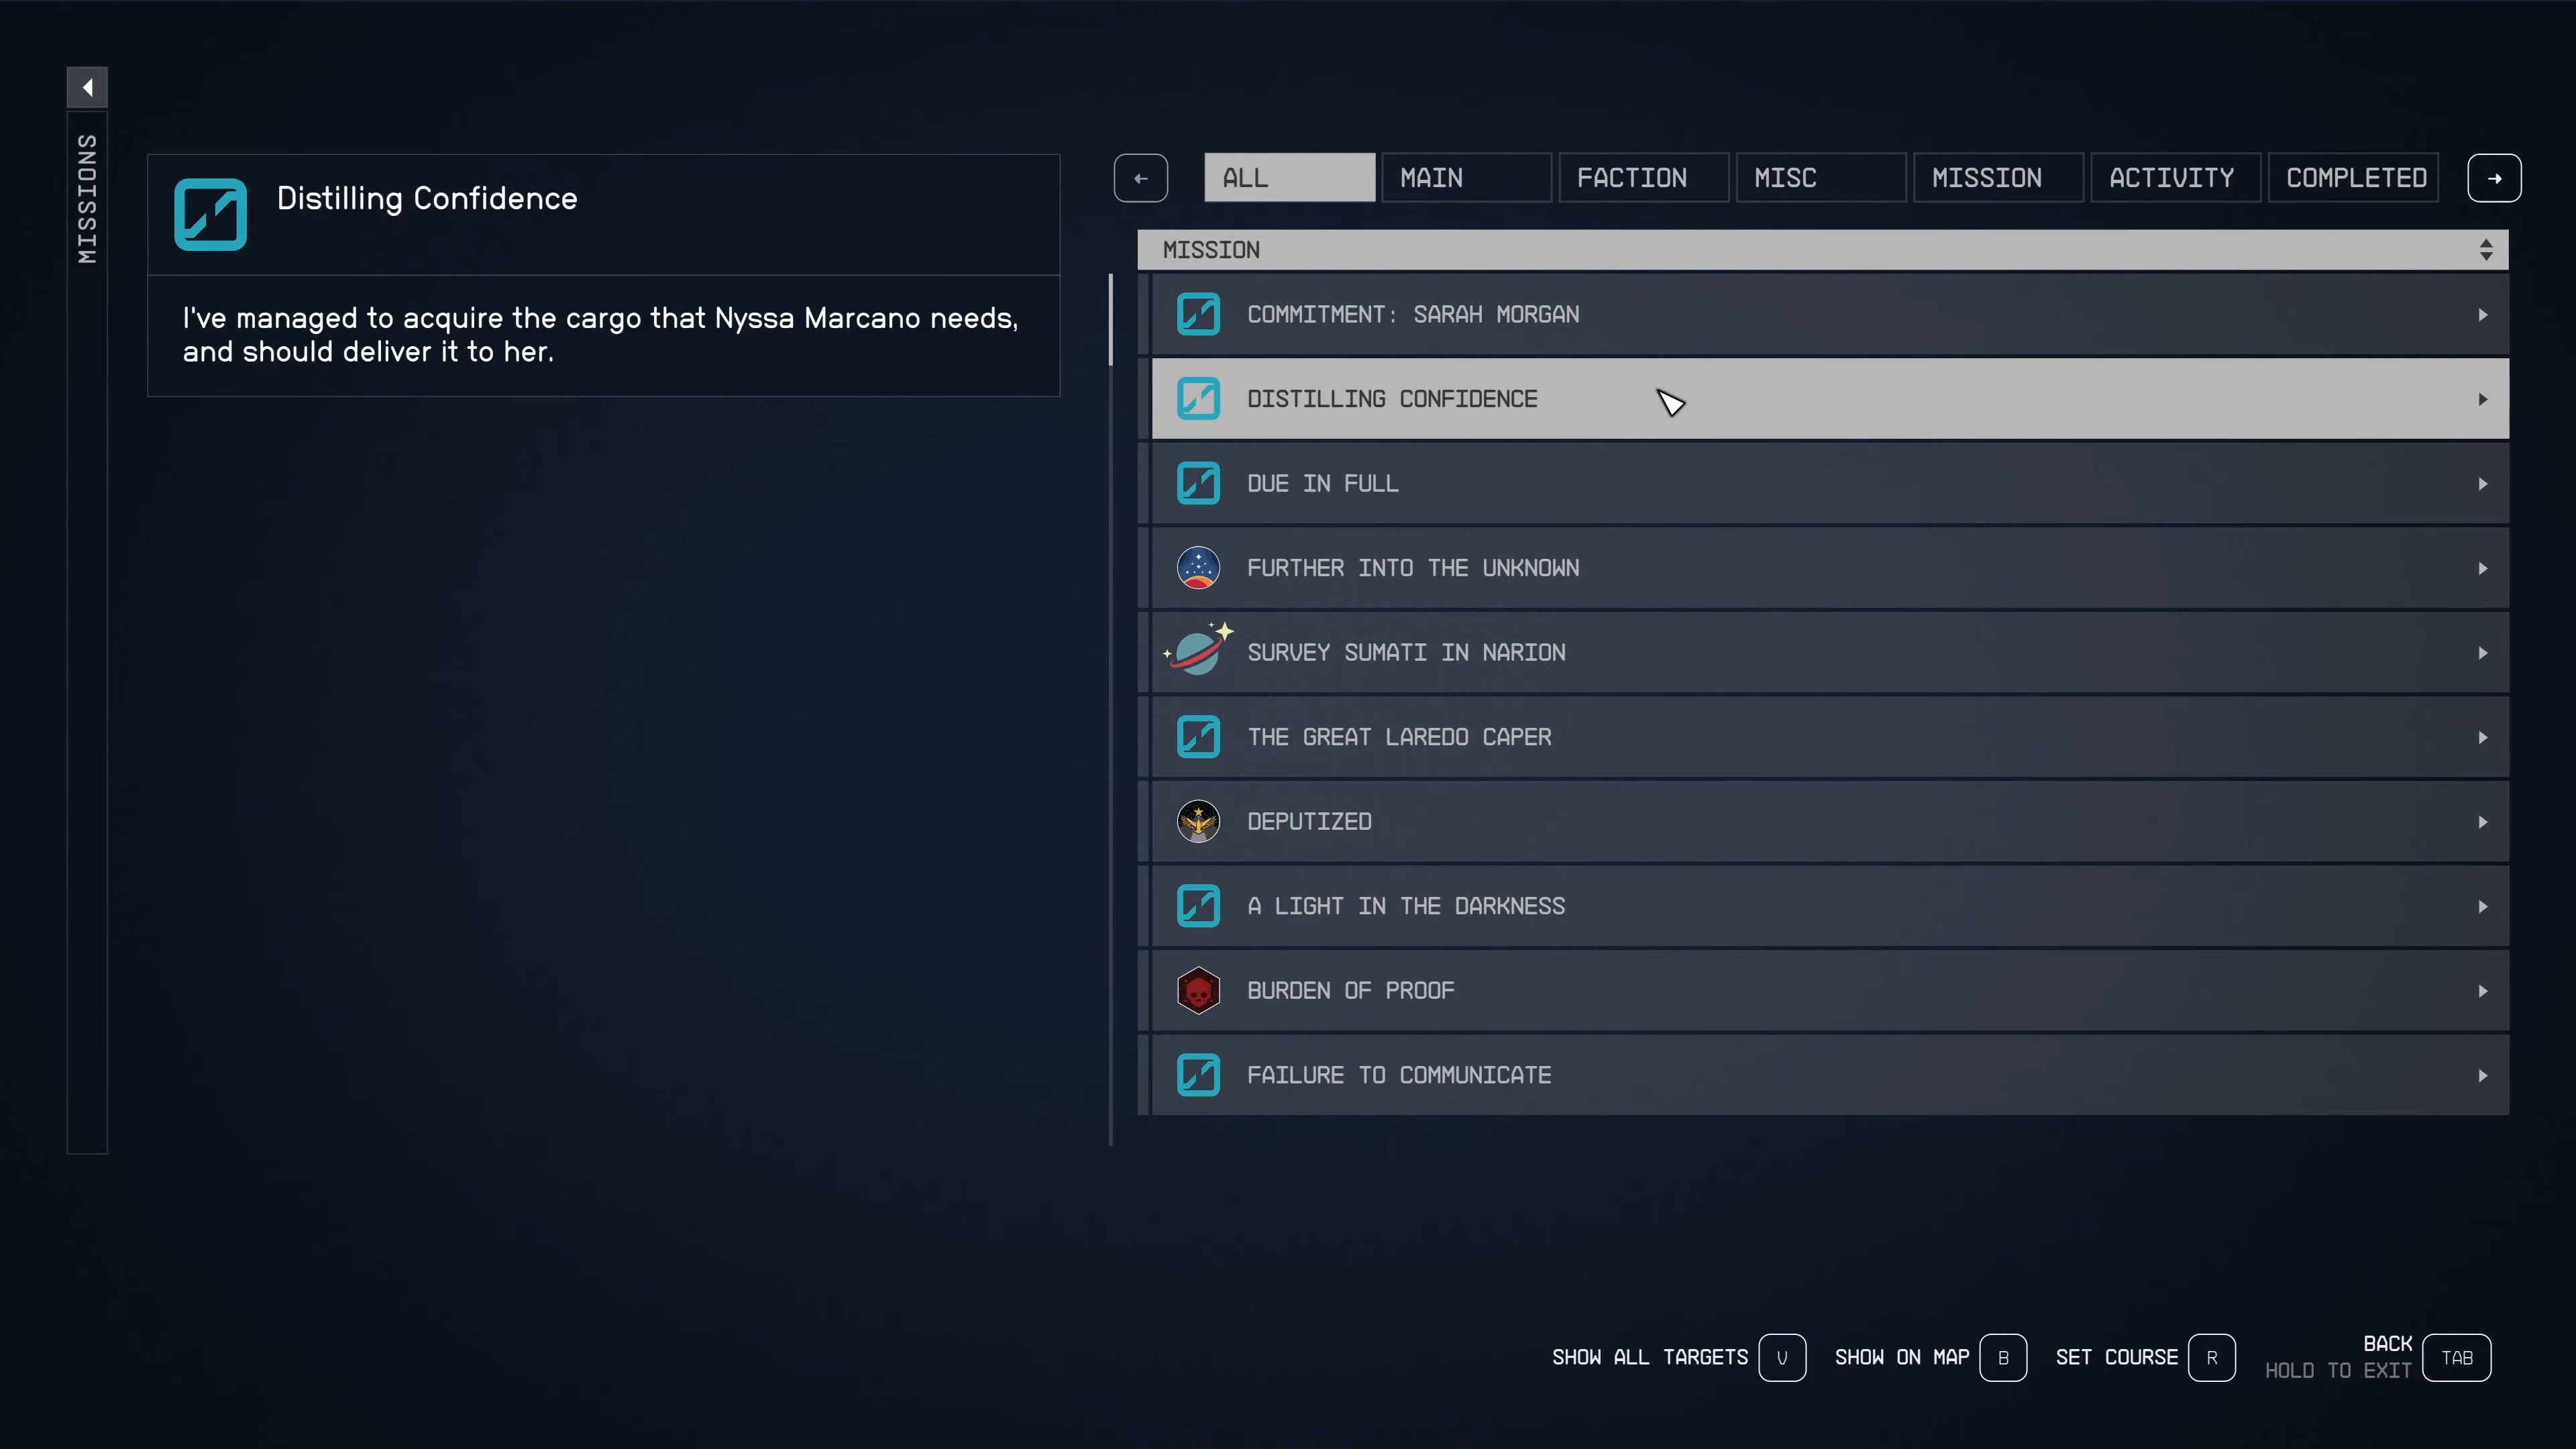 MISSIONS
Distilling Confidence
I've managed to acquire the cargo that Nyssa Marcano needs,
and should deliver it to her.
ALL MAIN FACTION MISC MISSION ACTIVITY COMPLETED
MISSION
COMMITMENT: SARAH MORGAN
DISTILLING CONFIDENCE
DUE IN FULL
FURTHER INTO THE UNKNOWN
SURVEY SUMATI IN NARION
THE GREAT LAREDO CAPER
DEPUTIZED
A LIGHT IN THE DARKNESS
BURDEN OF PROOF
FAILURE TO COMMUNICATE
SHOW ALL TARGETS V SHOW ON MAP B SET COURSE R BACK TAB
HOLD TO EXIT